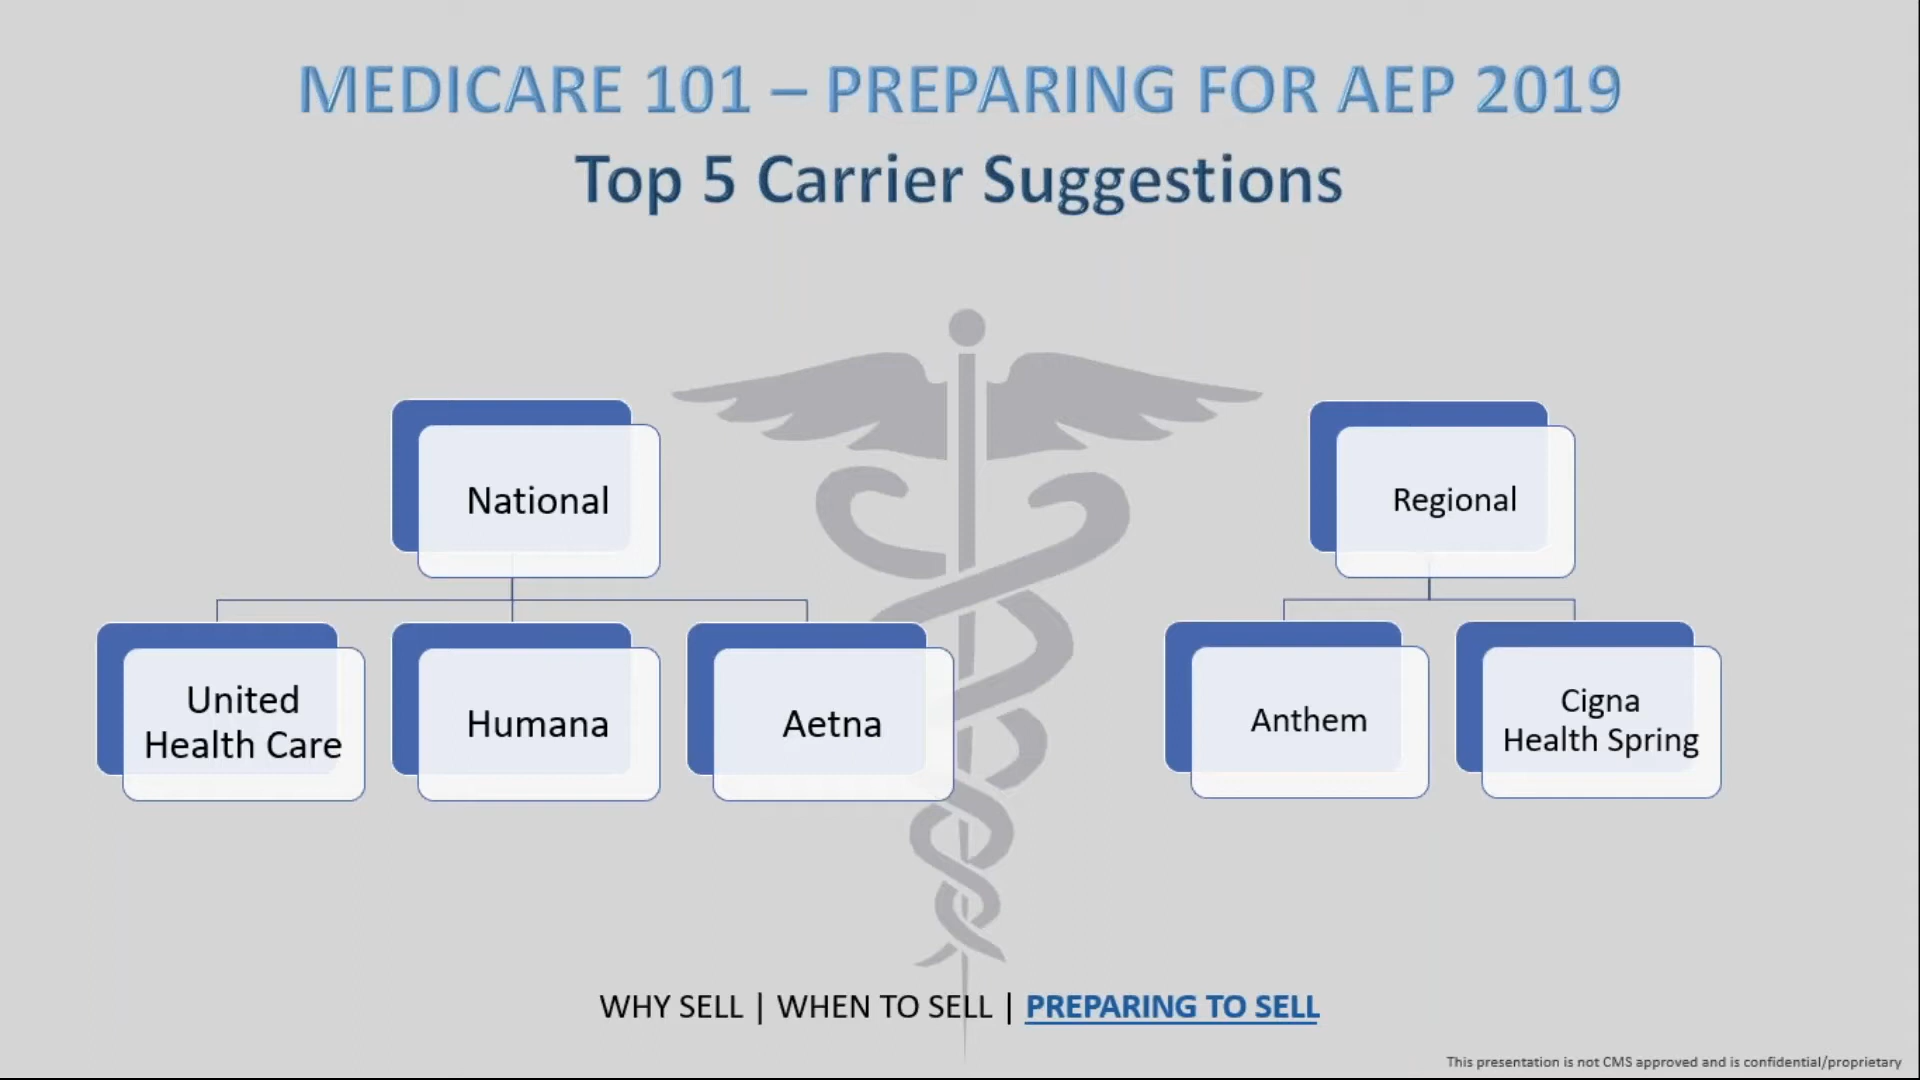 MEDICARE 101 – PREPARING FOR AEP 2019
Top 5 Carrier Suggestions
National
United
Health Care
Humana
Aetna
Regional
Anthem
Cigna
Health Spring
WHY SELL | WHEN TO SELL | PREPARING TO SELL
This presentation is not CMS approved and is confidential/proprietary